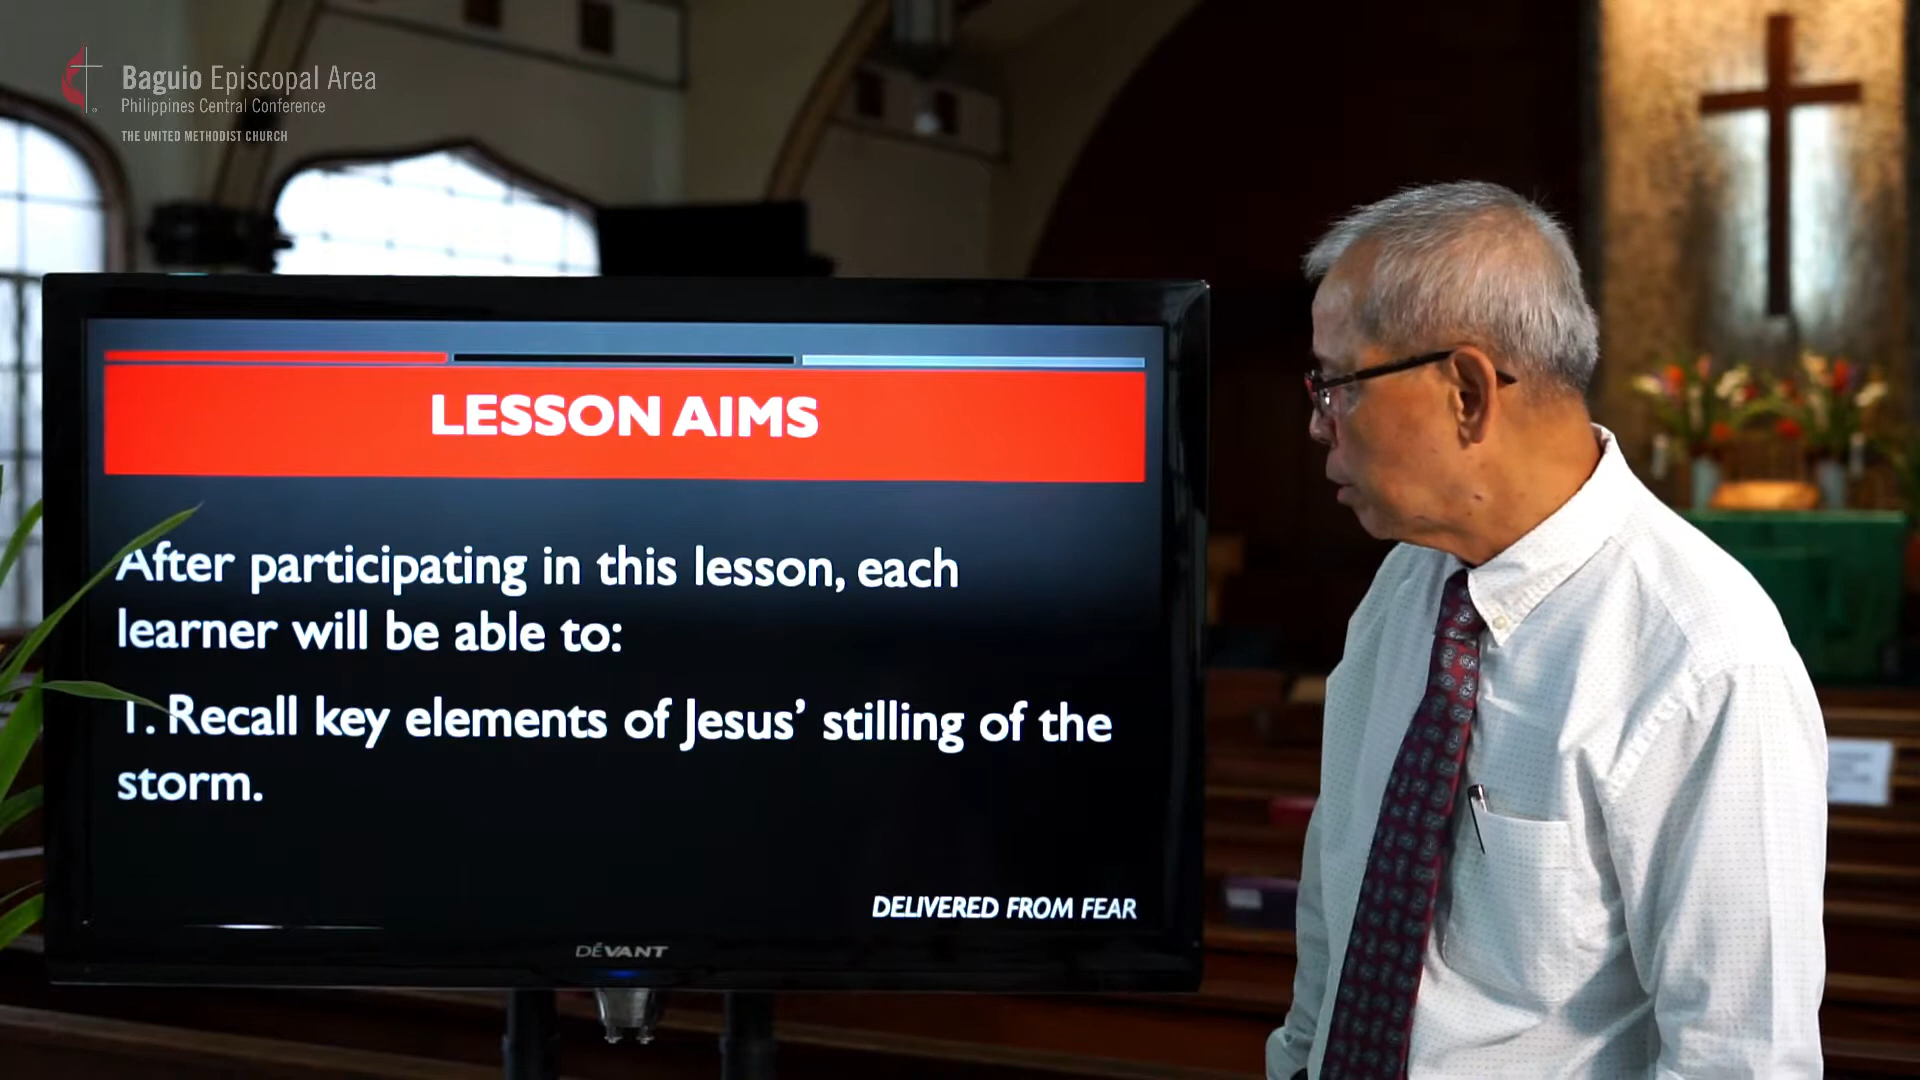 Baguio Episcopal Area
Philippines Central Conference
THE UNITED METHODIST CHURCH
LESSON AIMS
After participating in this lesson, each
learner will be able to:
1. Recall key elements of Jesus’ stilling of the
storm.
DELIVERED FROM FEAR
DEVANT